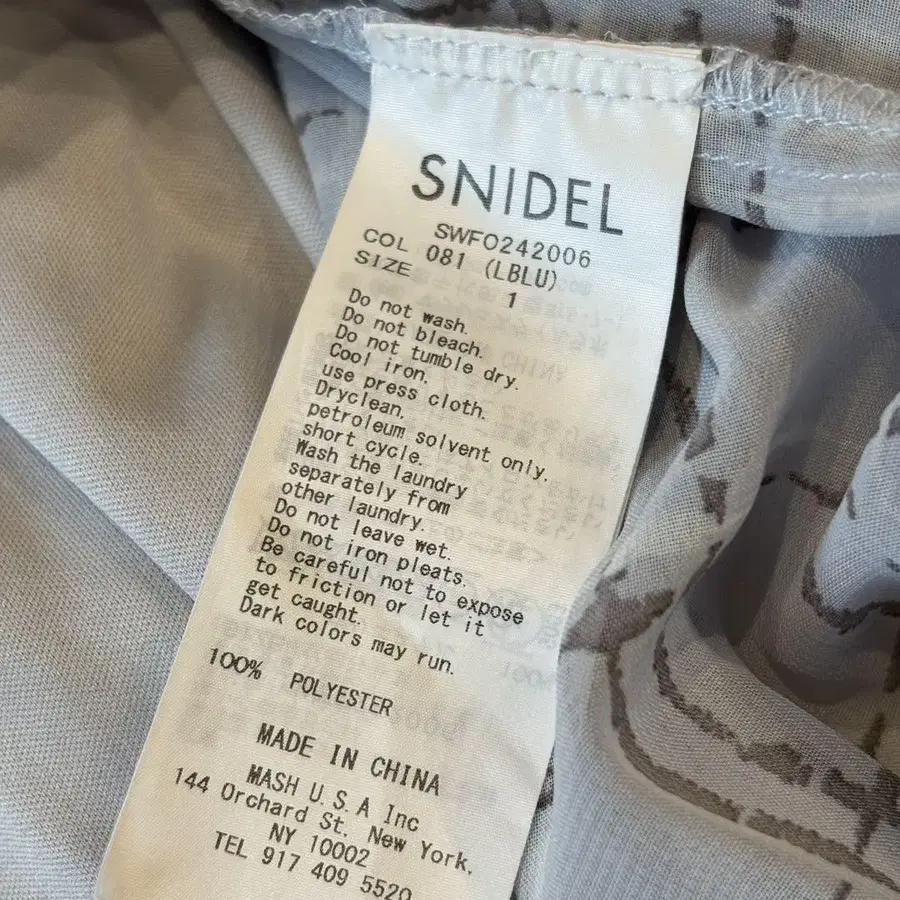 SNIDEL
SWFO242006
COL 081 (LBLU)
SIZE 1
Do not wash.
Do not bleach.
Do not tumble dry.
Cool iron.
use press cloth.
Dryclean.
petroleum solvent only.
short cycle.
Wash the laundry
separately from
other laundry.
Do not leave wet.
Do not iron pleats.
Be careful not to expose
to friction or let it
get caught.
Dark colors may run.
100% POLYESTER
MADE IN CHINA
MASH U.S.A Inc
144 Orchard St. New York,
NY 10002
TEL 917 409 5520